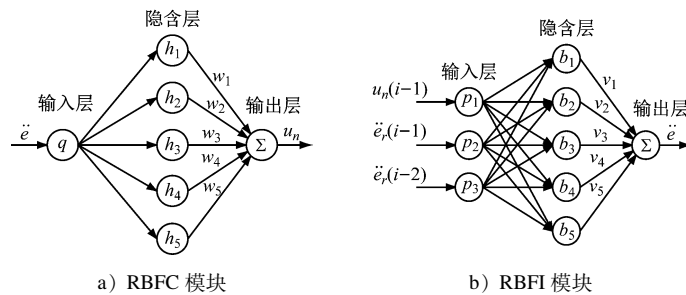 隐含层
h1
输入层
h2
w1
w2
输出层
ë
q
h3
w3
Σ
un
w4
h4
w5
h5
a）RBFC 模块
隐含层
b1
输入层
v1
un(i−1)
p1
b2
v2
输出层
ër(i−1)
p2
b3
v3
Σ
ë
v4
ër(i−2)
p3
b4
v5
b5
b）RBFI 模块